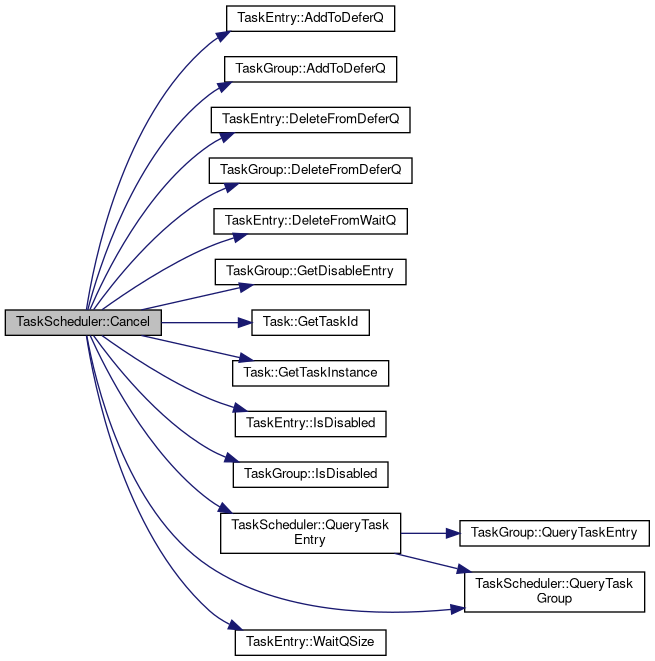 TaskEntry::AddToDeferQ
TaskGroup::AddToDeferQ
TaskEntry::DeleteFromDeferQ
TaskGroup::DeleteFromDeferQ
TaskEntry::DeleteFromWaitQ
TaskGroup::GetDisableEntry
TaskScheduler::Cancel
Task::GetTaskId
Task::GetTaskInstance
TaskEntry::IsDisabled
TaskGroup::IsDisabled
TaskScheduler::QueryTask
Entry
TaskGroup::QueryTaskEntry
TaskScheduler::QueryTask
Group
TaskEntry::WaitQSize